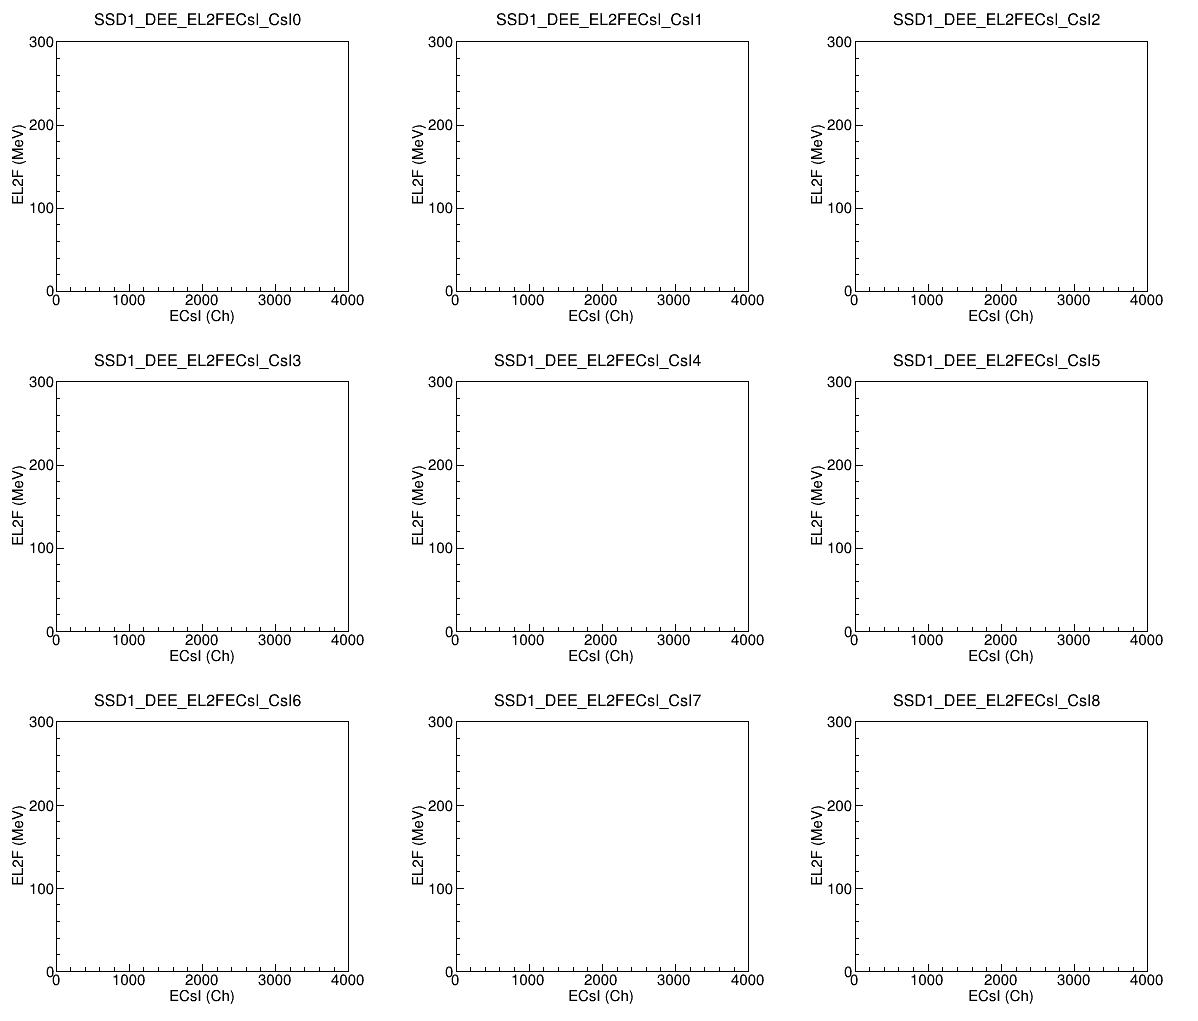 SSD1_DEE_EL2FECsI_CsI0
SSD1_DEE_EL2FECsI_CsI1
SSD1_DEE_EL2FECsI_CsI2
300
200
100
0
EL2F (MeV)
0 1000 2000 3000 4000
ECsI (Ch)
300
200
100
0
EL2F (MeV)
0 1000 2000 3000 4000
ECsI (Ch)
300
200
100
0
EL2F (MeV)
0 1000 2000 3000 4000
ECsI (Ch)
SSD1_DEE_EL2FECsI_CsI3
SSD1_DEE_EL2FECsI_CsI4
SSD1_DEE_EL2FECsI_CsI5
300
200
100
0
EL2F (MeV)
0 1000 2000 3000 4000
ECsI (Ch)
300
200
100
0
EL2F (MeV)
0 1000 2000 3000 4000
ECsI (Ch)
300
200
100
0
EL2F (MeV)
0 1000 2000 3000 4000
ECsI (Ch)
SSD1_DEE_EL2FECsI_CsI6
SSD1_DEE_EL2FECsI_CsI7
SSD1_DEE_EL2FECsI_CsI8
300
200
100
0
EL2F (MeV)
0 1000 2000 3000 4000
ECsI (Ch)
300
200
100
0
EL2F (MeV)
0 1000 2000 3000 4000
ECsI (Ch)
300
200
100
0
EL2F (MeV)
0 1000 2000 3000 4000
ECsI (Ch)